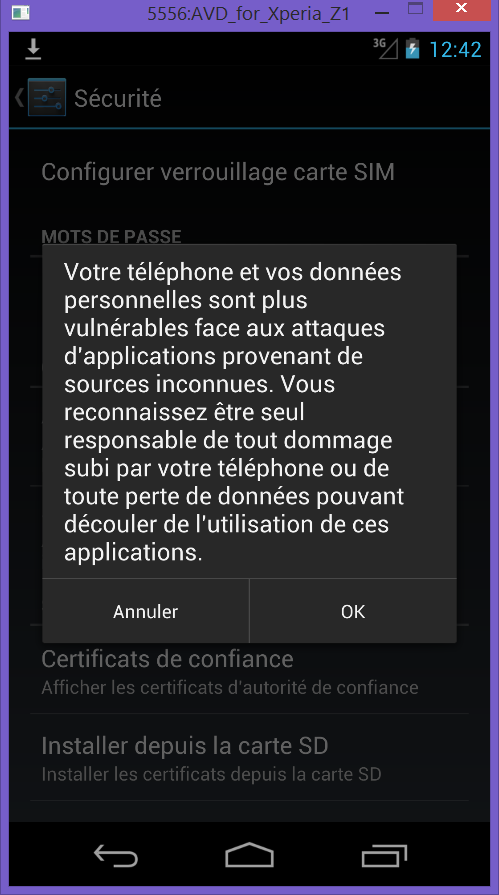 5556:AVD_for_Xperia_Z1
3G 12:42
Sécurité
Configurer verrouillage carte SIM
MOTS DE PASSE
Votre téléphone et vos données
personnelles sont plus
vulnérables face aux attaques
d'applications provenant de
sources inconnues. Vous
reconnaissez être seul
responsable de tout dommage
subi par votre téléphone ou de
toute perte de données pouvant
découler de l'utilisation de ces
applications.
Annuler OK
Certificats de confiance
Afficher les certificats d'autorité de confiance
Installer depuis la carte SD
Installer les certificats depuis la carte SD